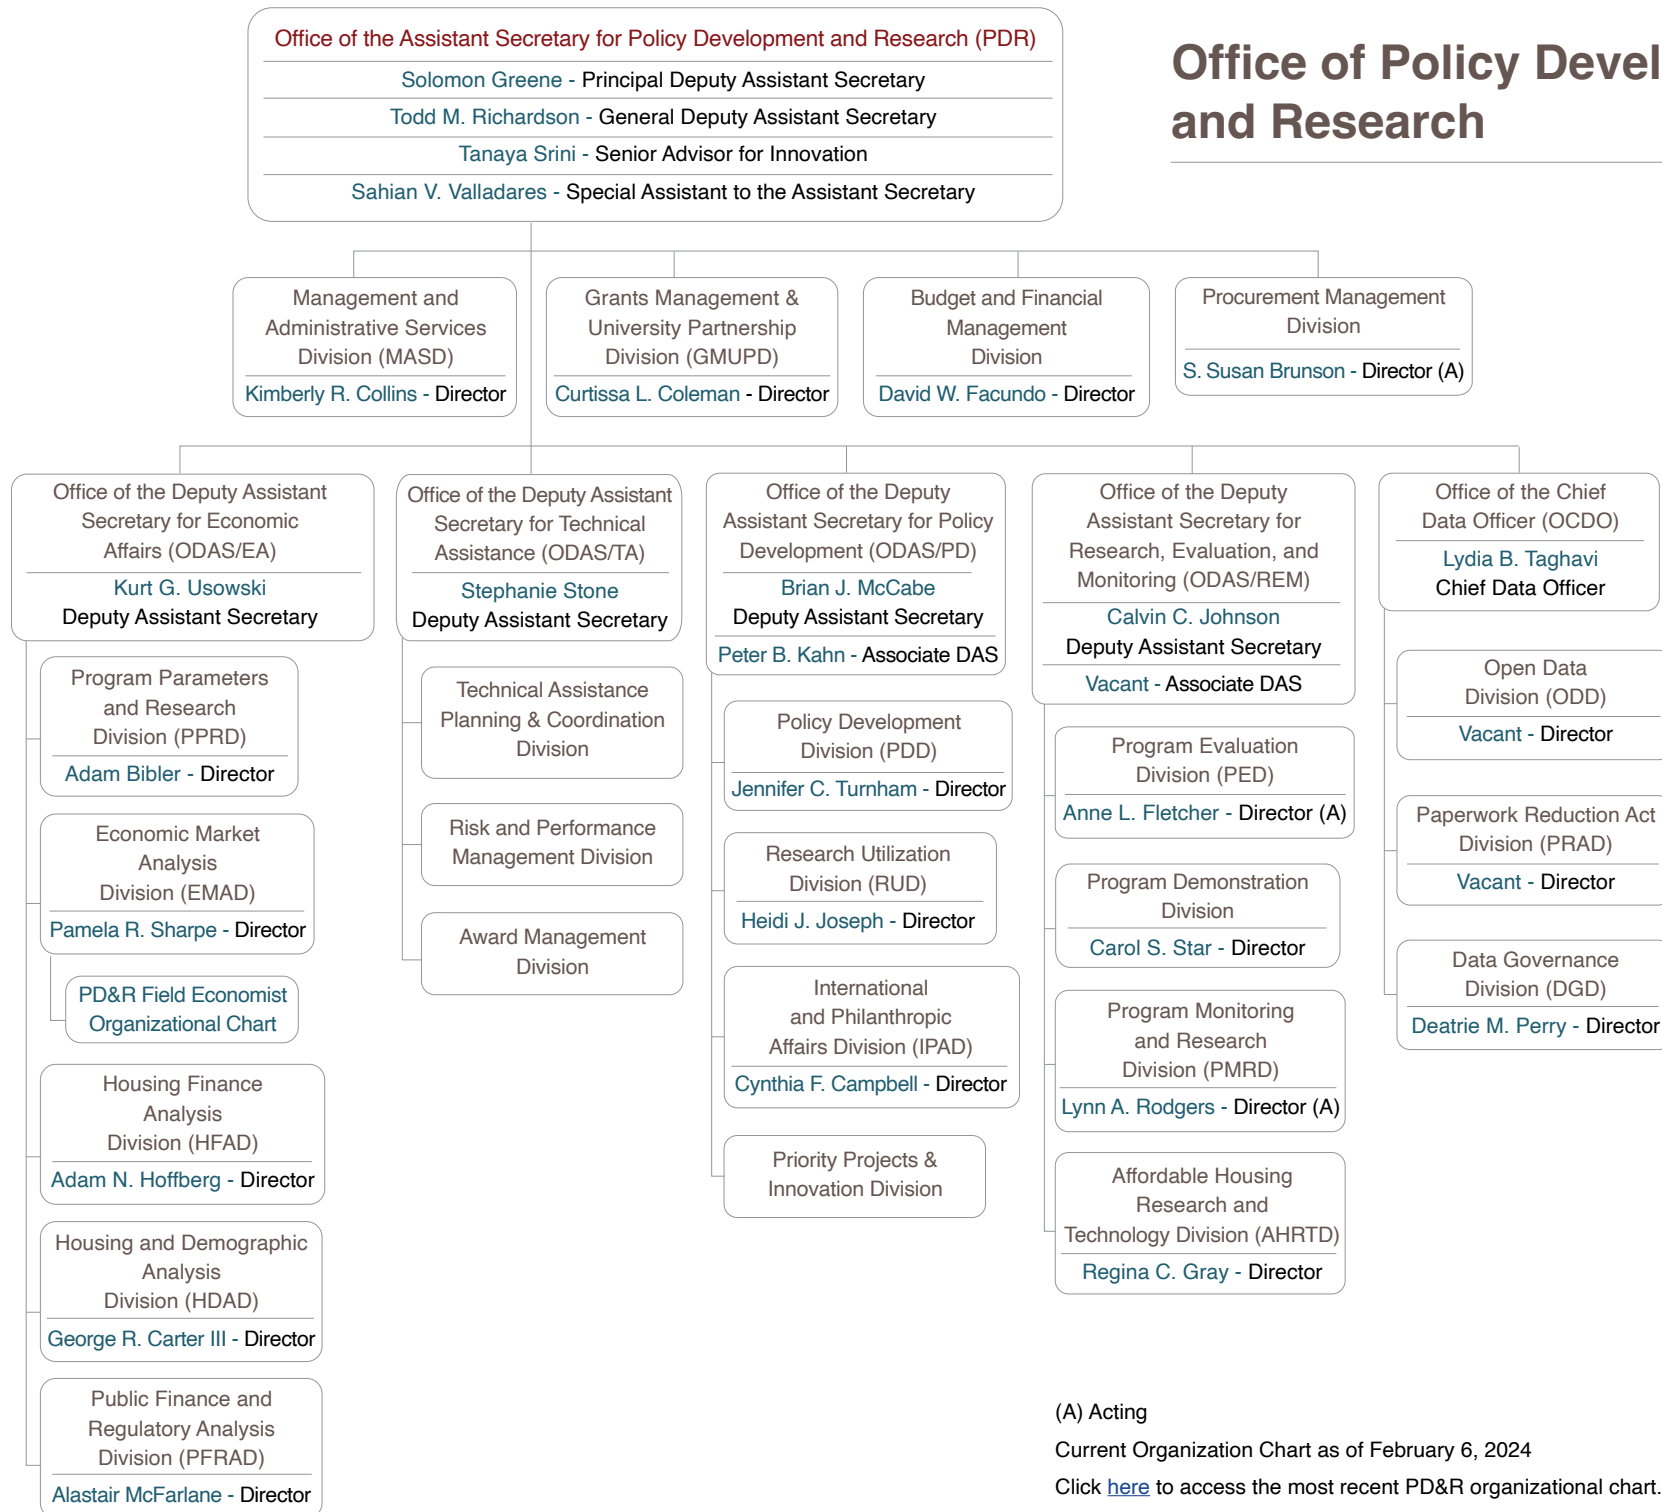 Office of the Assistant Secretary for Policy Development and Research (PDR)
Solomon Greene - Principal Deputy Assistant Secretary
Todd M. Richardson - General Deputy Assistant Secretary
Tanaya Srini - Senior Advisor for Innovation
Sahian V. Valladares - Special Assistant to the Assistant Secretary
Office of Policy Devel
and Research
Management and
Administrative Services
Division (MASD)
Kimberly R. Collins - Director
Grants Management &
University Partnership
Division (GMUPD)
Curtissa L. Coleman - Director
Budget and Financial
Management
Division
David W. Facundo - Director
Procurement Management
Division
S. Susan Brunson - Director (A)
Office of the Deputy Assistant
Secretary for Economic
Affairs (ODAS/EA)
Kurt G. Usowski
Deputy Assistant Secretary
Program Parameters
and Research
Division (PPRD)
Adam Bibler - Director
Economic Market
Analysis
Division (EMAD)
Pamela R. Sharpe - Director
PD&R Field Economist
Organizational Chart
Housing Finance
Analysis
Division (HFAD)
Adam N. Hoffberg - Director
Housing and Demographic
Analysis
Division (HDAD)
George R. Carter III - Director
Public Finance and
Regulatory Analysis
Division (PFRAD)
Alastair McFarlane - Director
Office of the Deputy Assistant
Secretary for Technical
Assistance (ODAS/TA)
Stephanie Stone
Deputy Assistant Secretary
Technical Assistance
Planning & Coordination
Division
Risk and Performance
Management Division
Award Management
Division
Office of the Deputy
Assistant Secretary for Policy
Development (ODAS/PD)
Brian J. McCabe
Deputy Assistant Secretary
Peter B. Kahn - Associate DAS
Policy Development
Division (PDD)
Jennifer C. Turnham - Director
Research Utilization
Division (RUD)
Heidi J. Joseph - Director
International
and Philanthropic
Affairs Division (IPAD)
Cynthia F. Campbell - Director
Priority Projects &
Innovation Division
Office of the Deputy
Assistant Secretary for
Research, Evaluation, and
Monitoring (ODAS/REM)
Calvin C. Johnson
Deputy Assistant Secretary
Vacant - Associate DAS
Program Evaluation
Division (PED)
Anne L. Fletcher - Director (A)
Program Demonstration
Division
Carol S. Star - Director
Program Monitoring
and Research
Division (PMRD)
Lynn A. Rodgers - Director (A)
Affordable Housing
Research and
Technology Division (AHRTD)
Regina C. Gray - Director
Office of the Chief
Data Officer (OCDO)
Lydia B. Taghavi
Chief Data Officer
Open Data
Division (ODD)
Vacant - Director
Paperwork Reduction Act
Division (PRAD)
Vacant - Director
Data Governance
Division (DGD)
Deatrie M. Perry - Director
(A) Acting
Current Organization Chart as of February 6, 2024
Click here to access the most recent PD&R organizational chart.